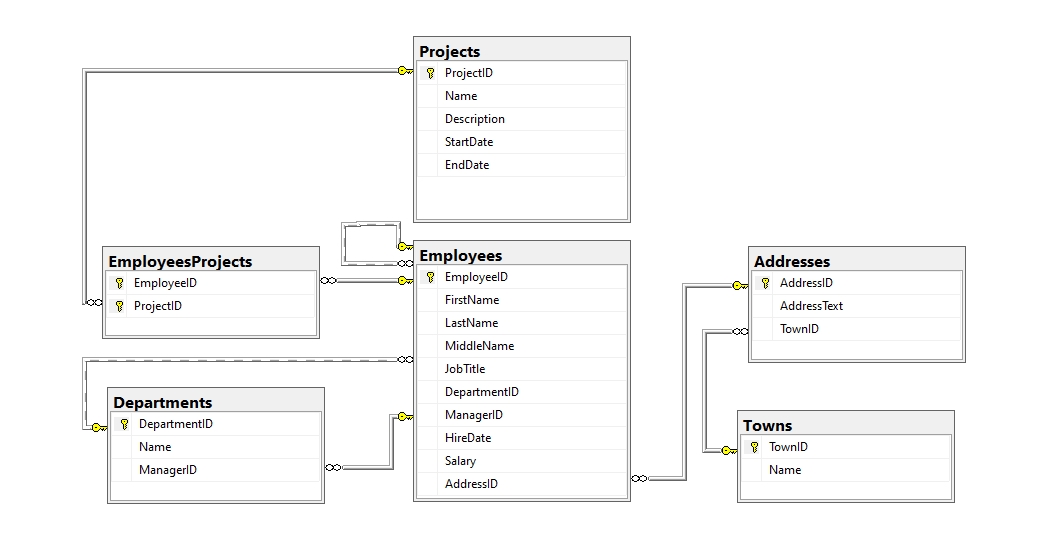 Projects
ProjectID
Name
Description
StartDate
EndDate
EmployeesProjects
EmployeeID
ProjectID
Employees
EmployeeID
FirstName
LastName
MiddleName
JobTitle
DepartmentID
ManagerID
HireDate
Salary
AddressID
Addresses
AddressID
AddressText
TownID
Departments
DepartmentID
Name
ManagerID
Towns
TownID
Name